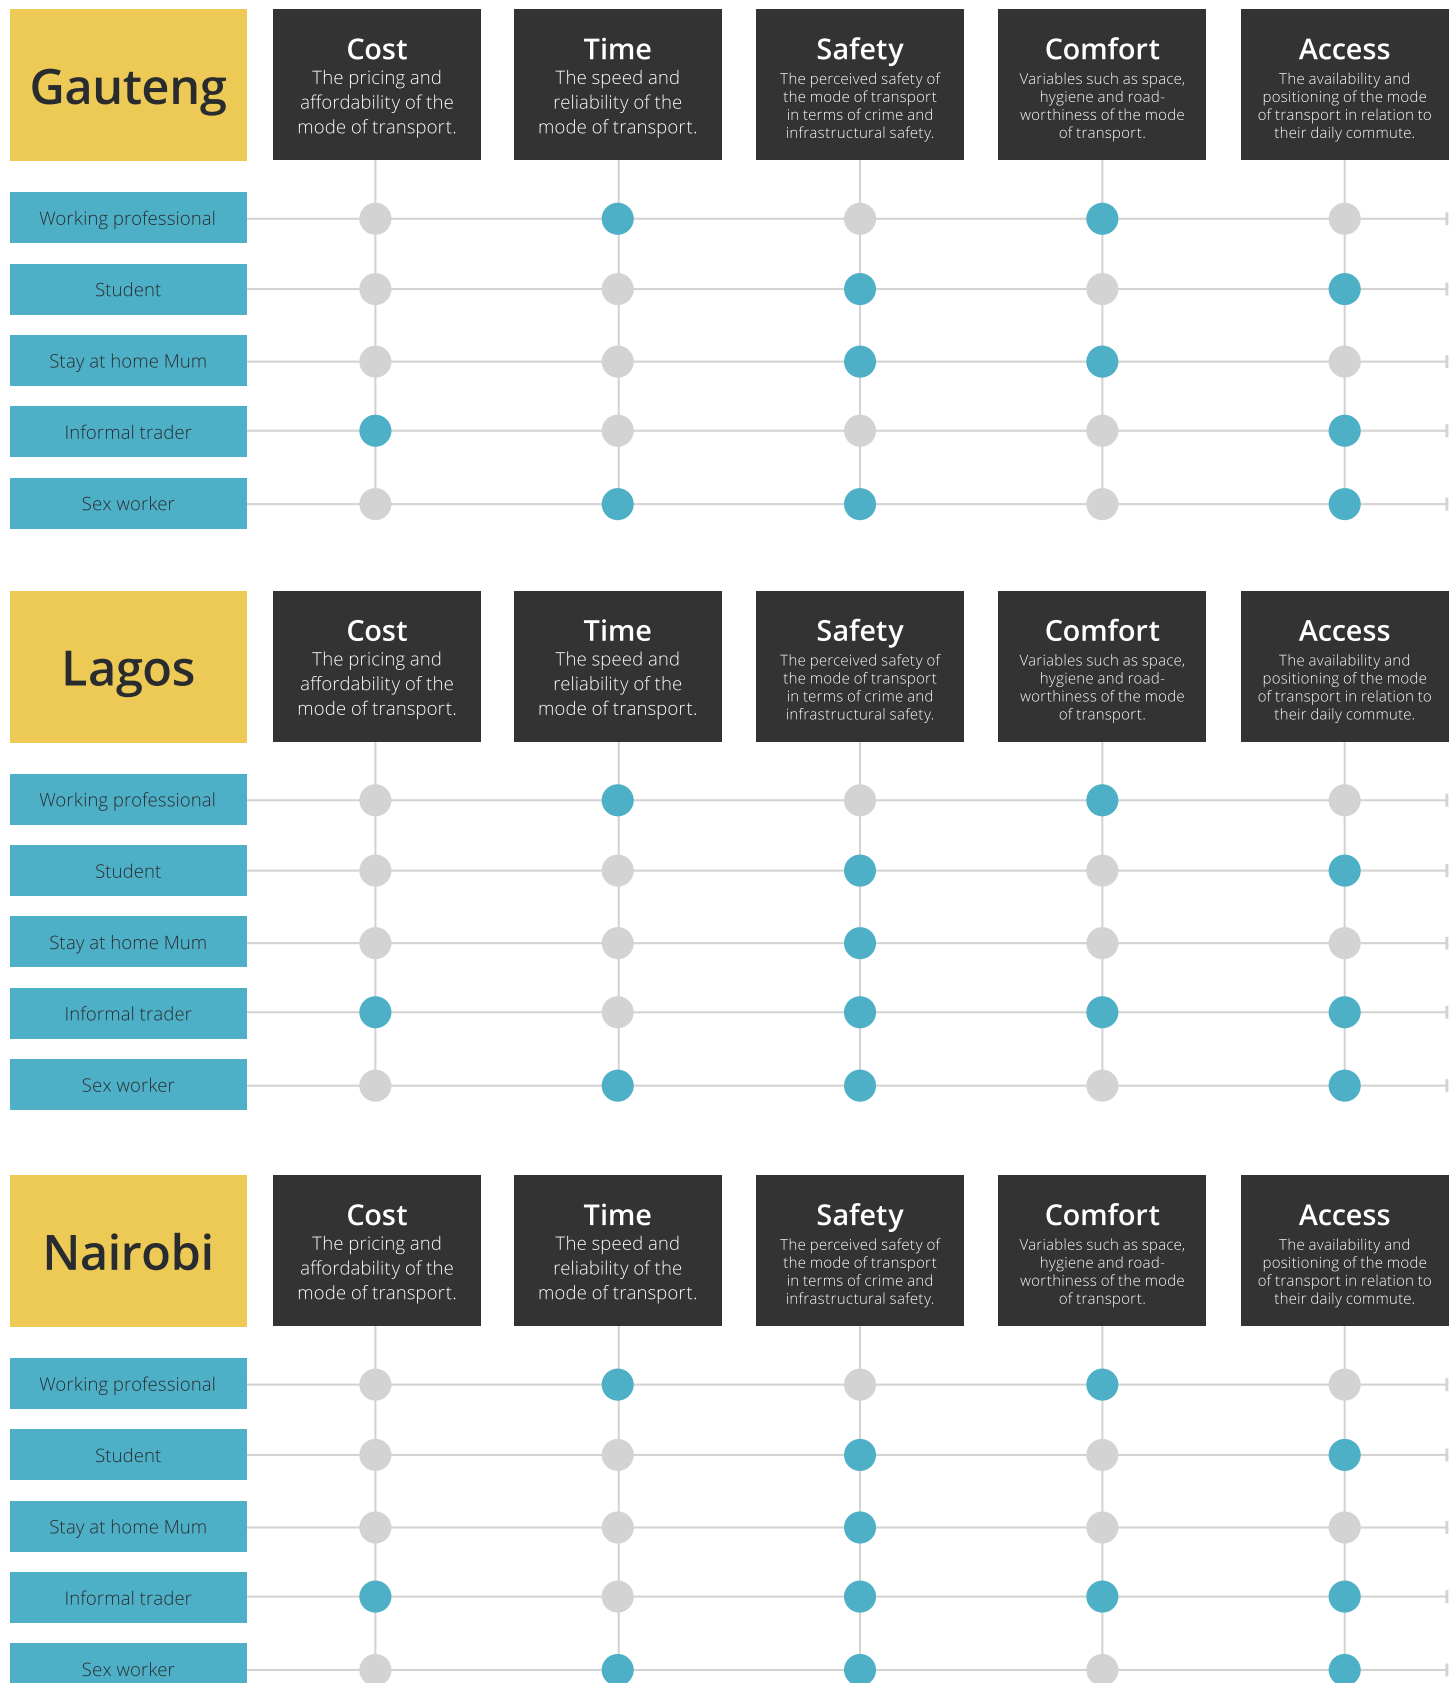 Gauteng
Cost
The pricing and
affordability of the
mode of transport.
Time
The speed and
reliability of the
mode of transport.
Safety
The perceived safety of
the mode of transport
in terms of crime and
infrastructural safety.
Comfort
Variables such as space,
hygiene and road-
worthiness of the mode
of transport.
Access
The availability and
positioning of the mode
of transport in relation to
their daily commute.
Working professional
Student
Stay at home Mum
Informal trader
Sex worker
Lagos
Cost
The pricing and
affordability of the
mode of transport.
Time
The speed and
reliability of the
mode of transport.
Safety
The perceived safety of
the mode of transport
in terms of crime and
infrastructural safety.
Comfort
Variables such as space,
hygiene and road-
worthiness of the mode
of transport.
Access
The availability and
positioning of the mode
of transport in relation to
their daily commute.
Working professional
Student
Stay at home Mum
Informal trader
Sex worker
Nairobi
Cost
The pricing and
affordability of the
mode of transport.
Time
The speed and
reliability of the
mode of transport.
Safety
The perceived safety of
the mode of transport
in terms of crime and
infrastructural safety.
Comfort
Variables such as space,
hygiene and road-
worthiness of the mode
of transport.
Access
The availability and
positioning of the mode
of transport in relation to
their daily commute.
Working professional
Student
Stay at home Mum
Informal trader
Sex worker